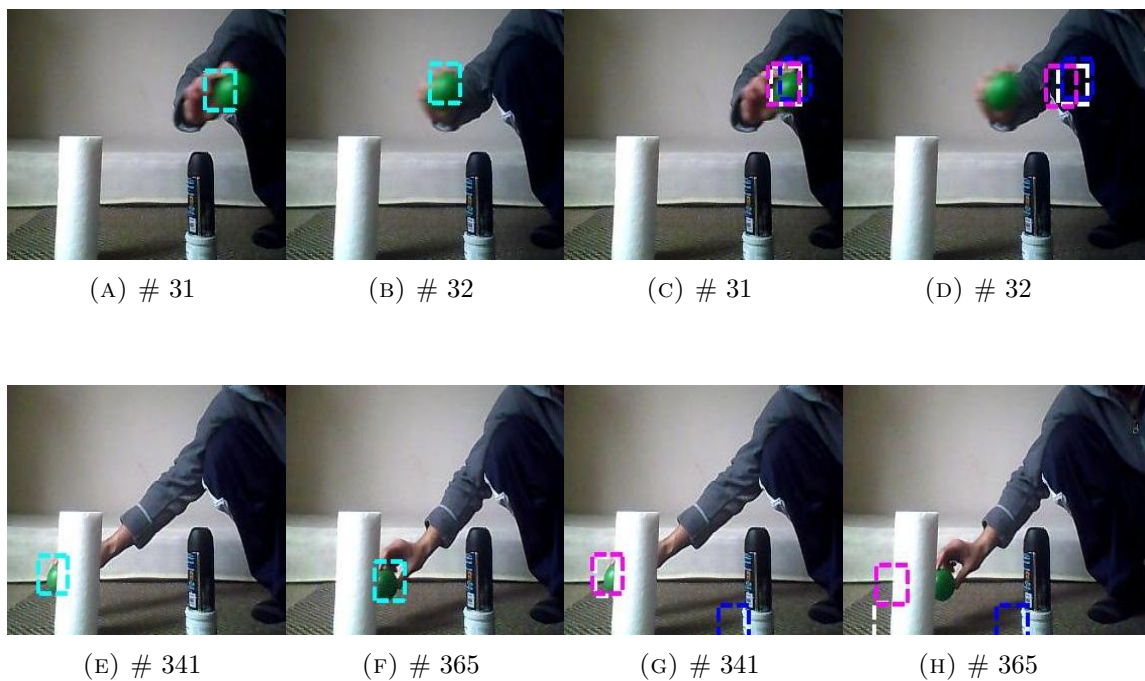 (A) # 31
(B) # 32
(C) # 31
(D) # 32
(E) # 341
(F) # 365
(G) # 341
(H) # 365